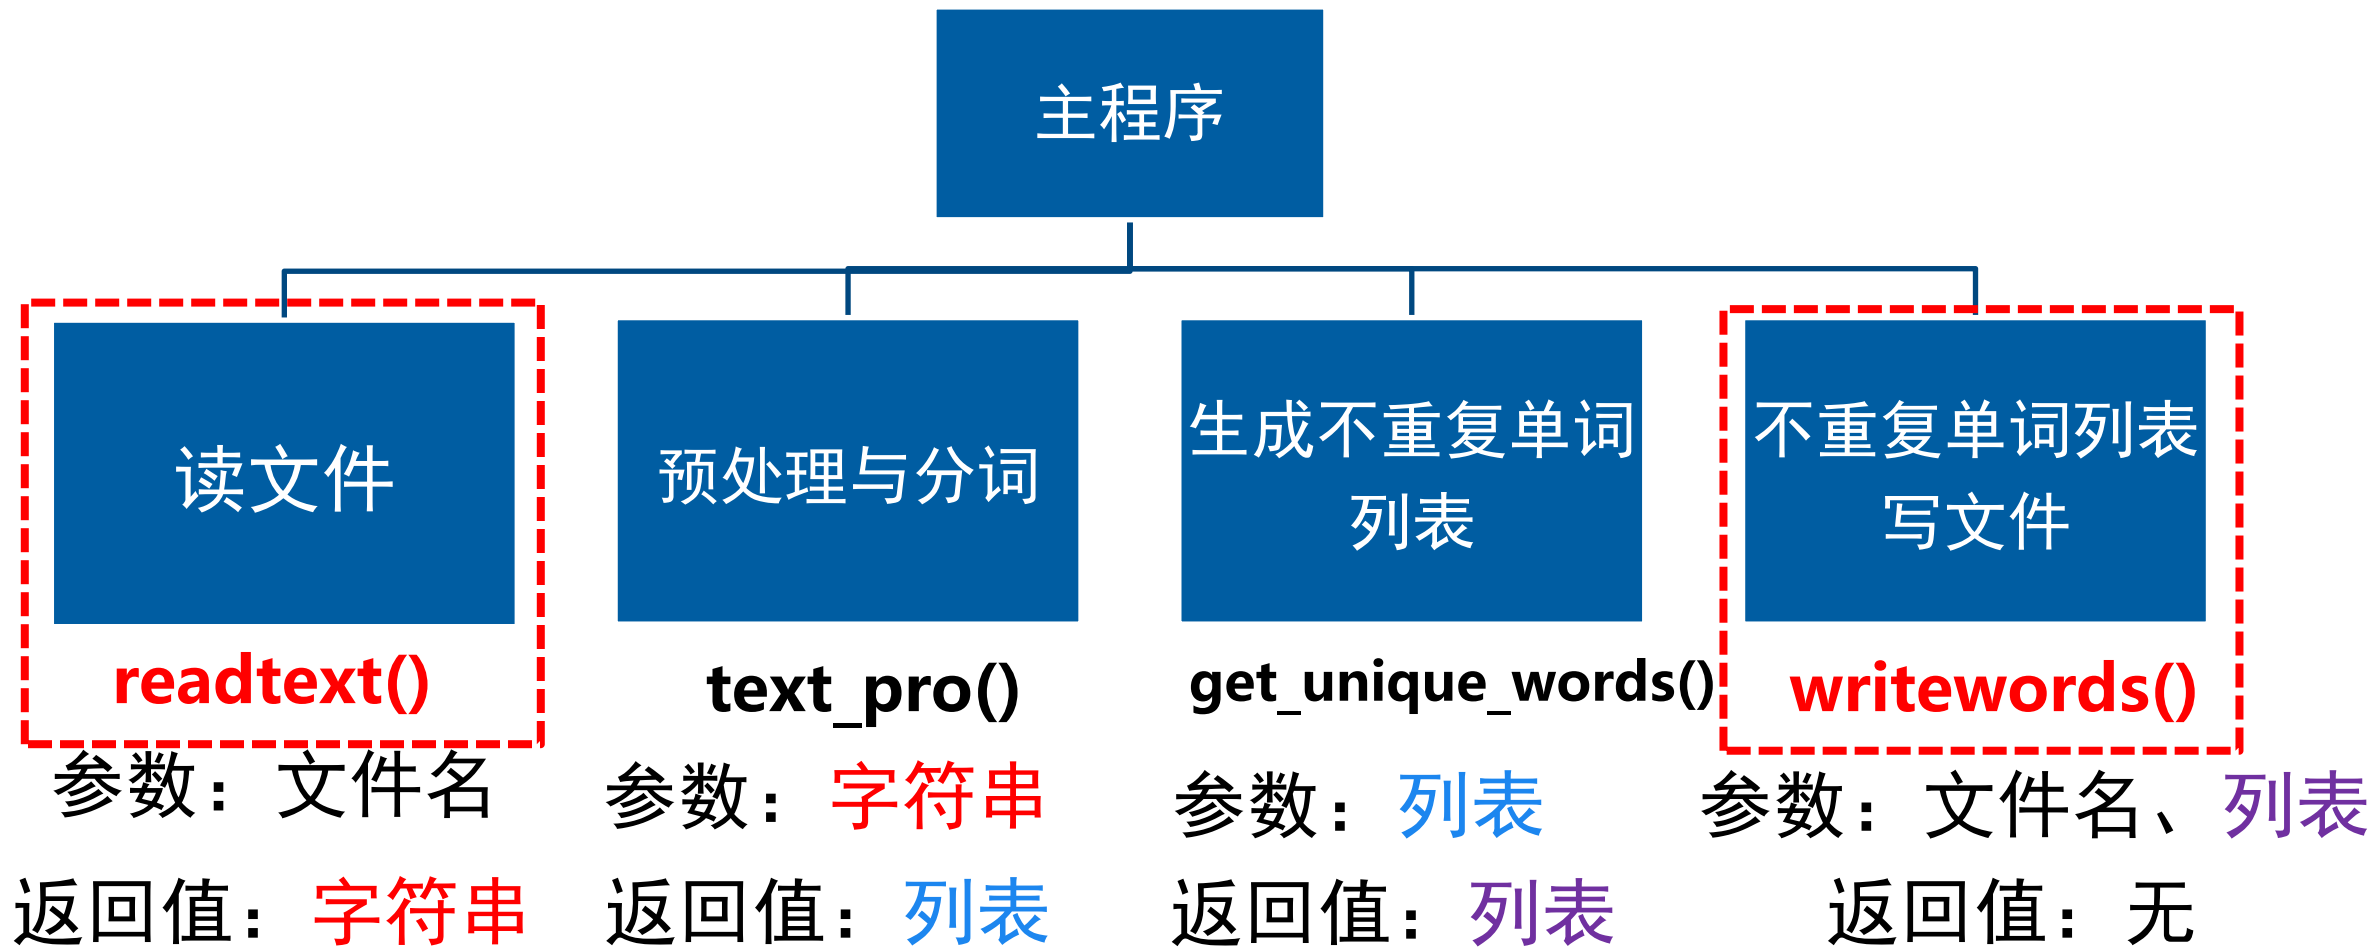 主程序
读文件
readtext()
参数：文件名
返回值：字符串
预处理与分词
text_pro()
参数：字符串
返回值：列表
生成不重复单词
列表
get_unique_words()
参数：列表
返回值：列表
不重复单词列表
写文件
writewords()
参数：文件名、列表
返回值：无